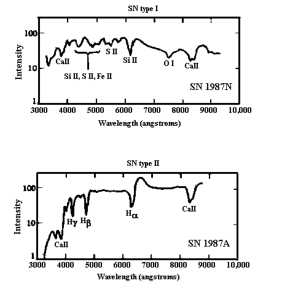 SN type I
100
10
1
Intensity
CaII
Si II, S II, Fe II
S II
Si II
O I
CaII
SN 1987N
3000 4000 5000 6000 7000 8000 9000 10,000
Wavelength (angstroms)
SN type II
100
10
1
Intensity
CaII
Hγ
Hβ
Hα
CaII
SN 1987A
3000 4000 5000 6000 7000 8000 9000 10,000
Wavelength (angstroms)